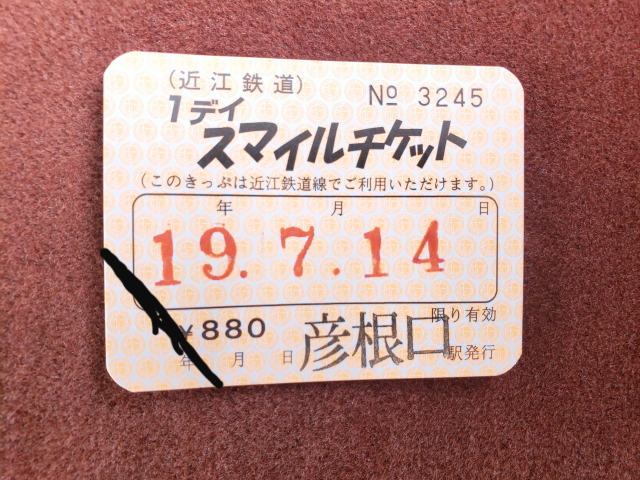 (近江鉄道) № 3245
1デイ
スマイルチケット
(このきっぷは近江鉄道線でご利用いただけます。)
年 月 日
19.7.14
限り有効
¥880 彦根口
年 月 日 駅発行